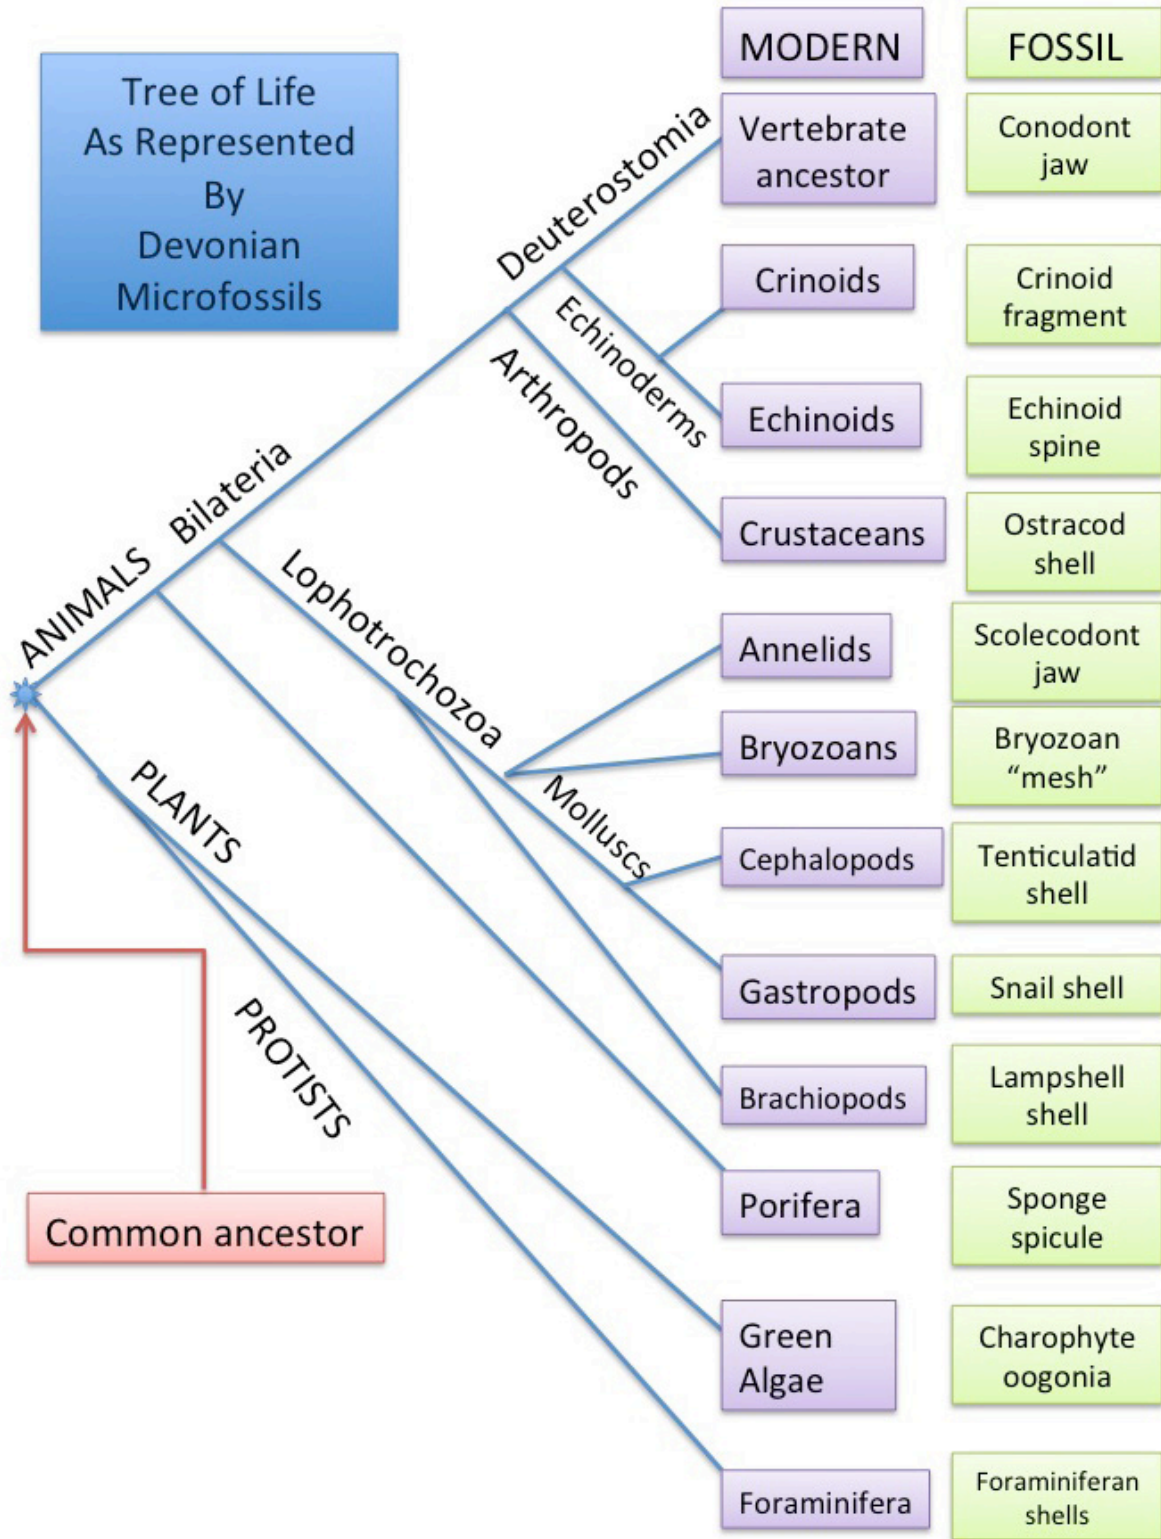 Tree of Life
As Represented
By
Devonian
Microfossils
MODERN
FOSSIL
Vertebrate
ancestor
Conodont
jaw
Deuterostomia
Crinoids
Crinoid
fragment
Echinoderms
Echinoids
Echinoid
spine
Arthropods
Crustaceans
Ostracod
shell
Bilateria
ANIMALS
Lophotrochozoa
Annelids
Scolecodont
jaw
Bryozoans
Bryozoan
“mesh”
Molluscs
Cephalopods
Tenticulatid
shell
Gastropods
Snail shell
Brachiopods
Lampshell
shell
Porifera
Sponge
spicule
PLANTS
Green
Algae
Charophyte
oogonia
PROTISTS
Foraminifera
Foraminiferan
shells
Common ancestor